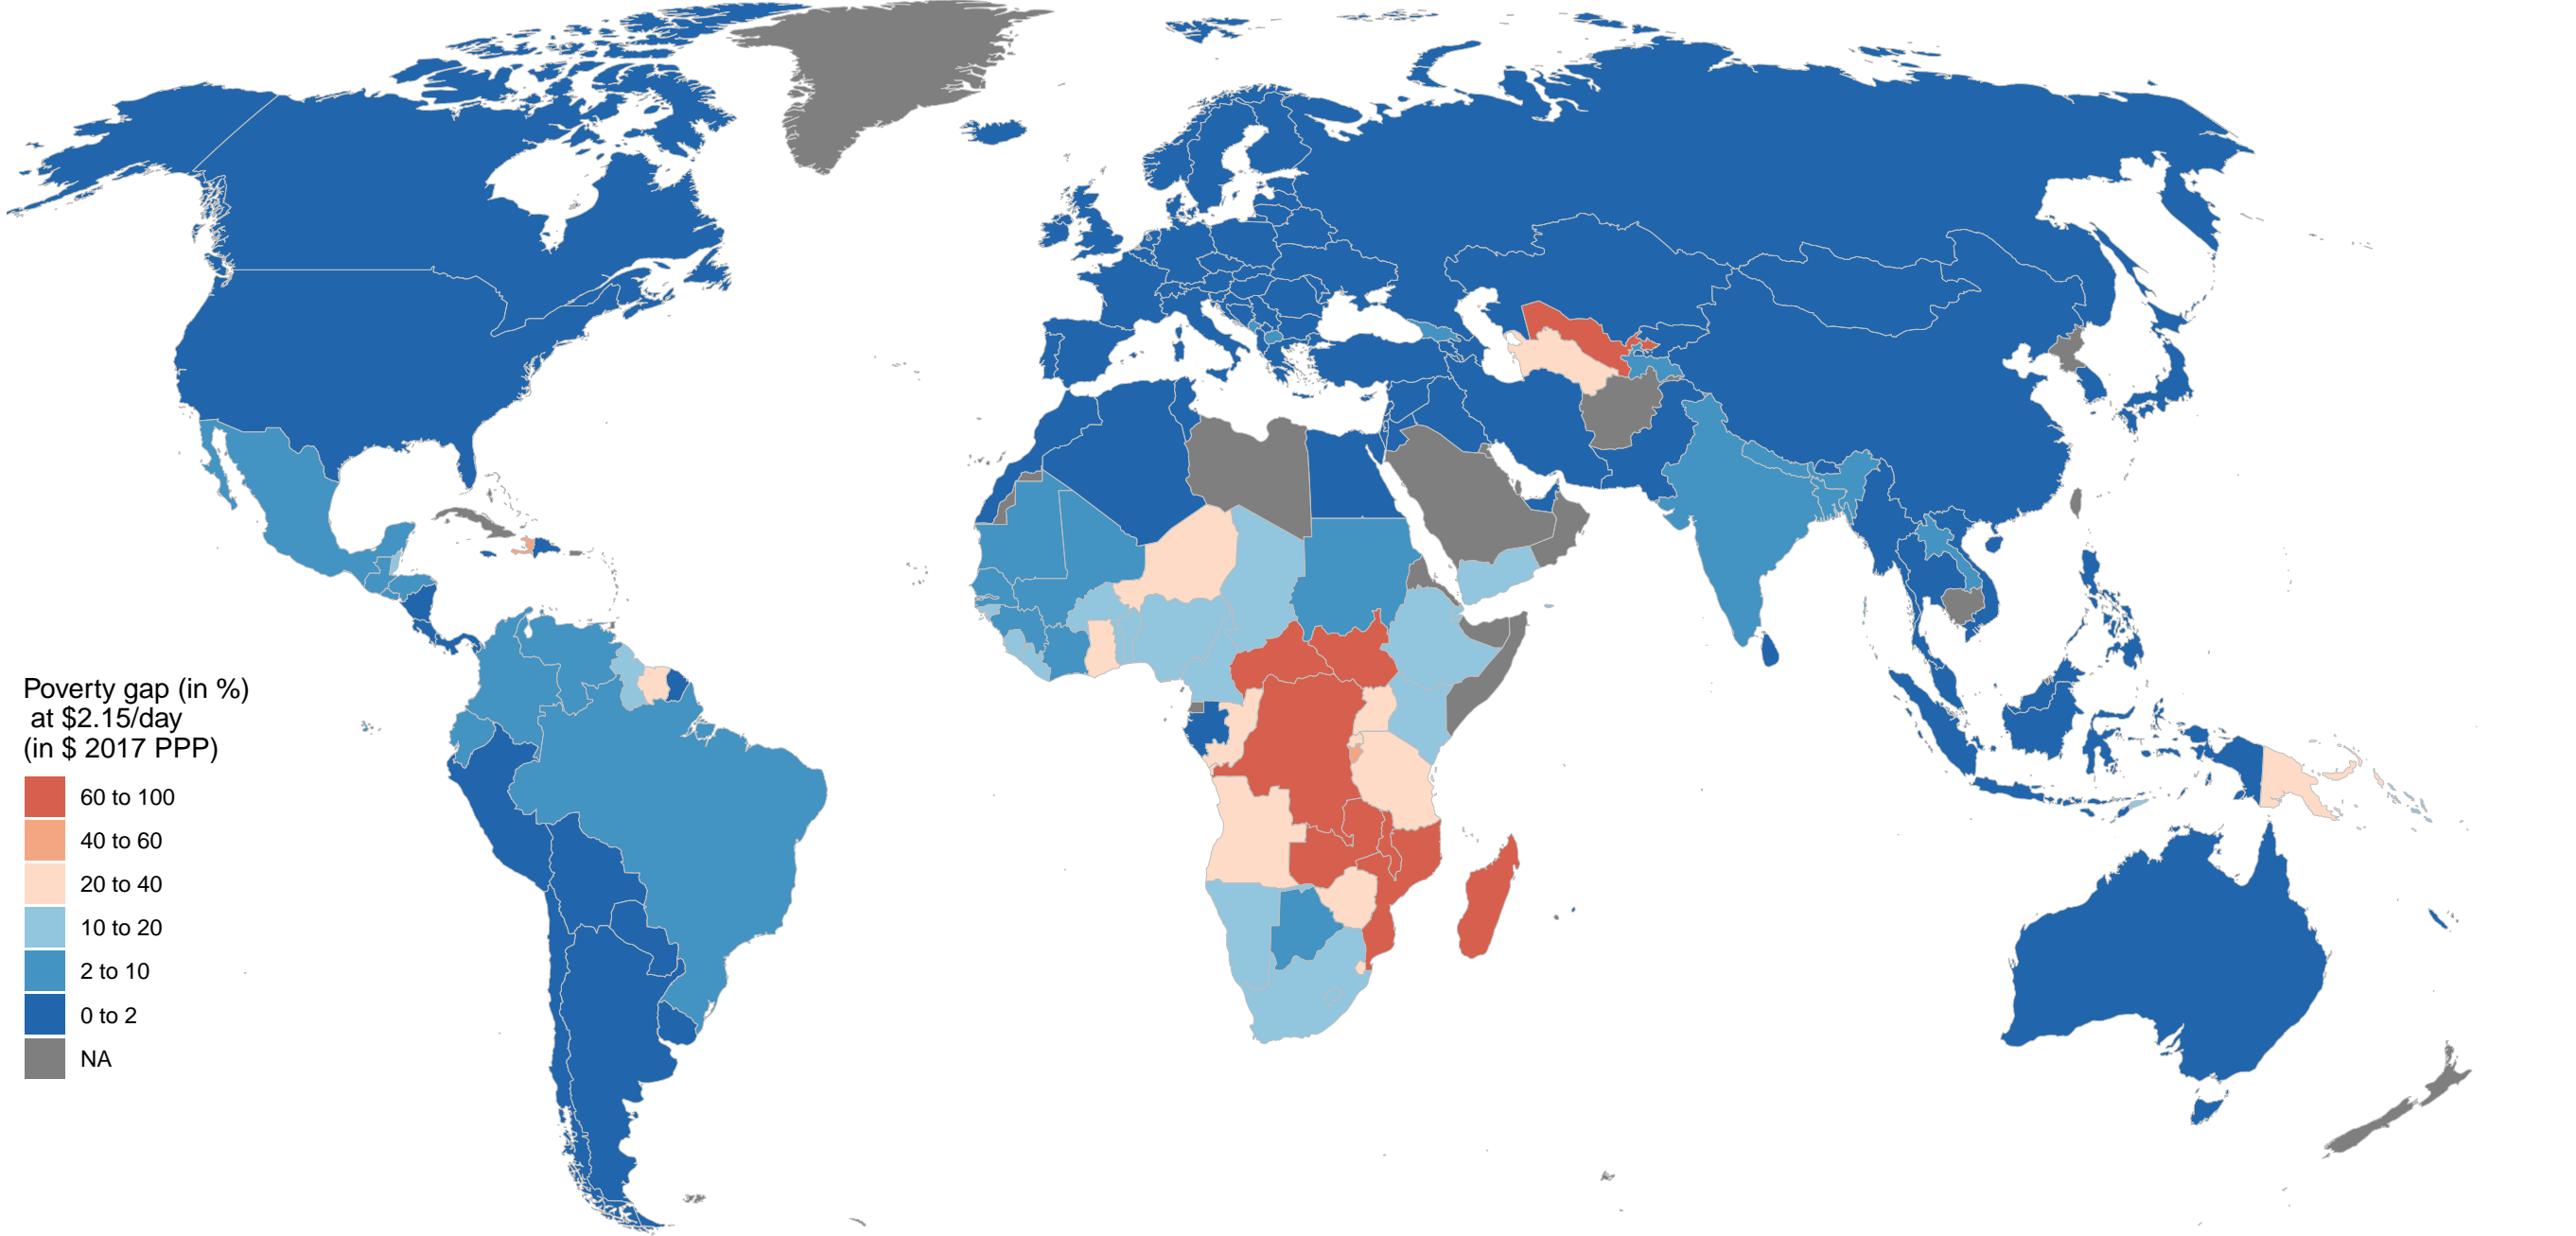 Poverty gap (in %)
at $2.15/day
(in $ 2017 PPP)
60 to 100
40 to 60
20 to 40
10 to 20
2 to 10
0 to 2
NA